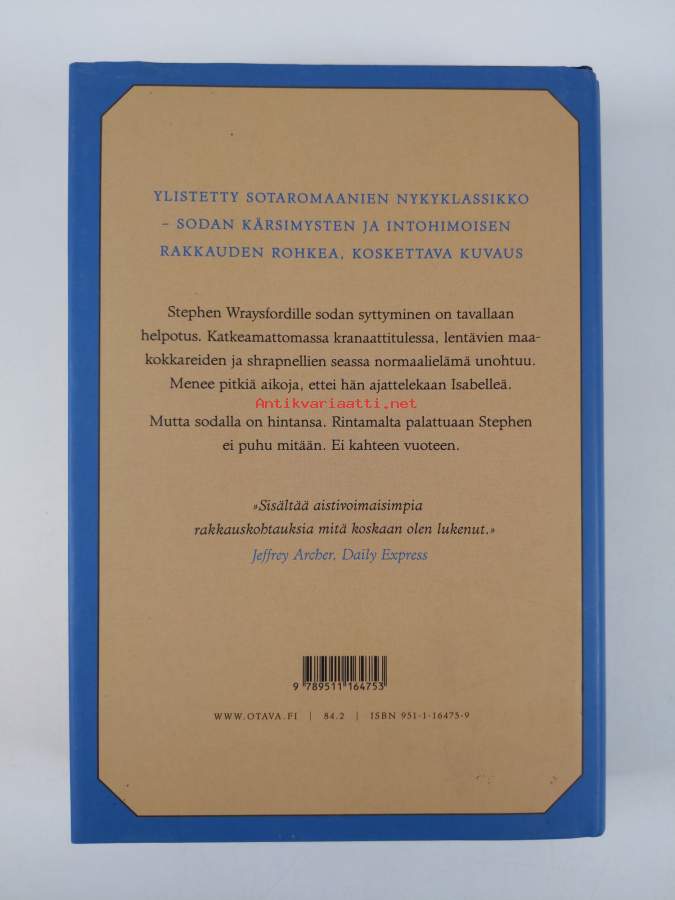 YLISTETTY SOTAROMAANIEN NYKYKLASSIKKO
– SODAN KÄRSIMYSTEN JA INTOHIMOISEN
RAKKAUDEN ROHKEA, KOSKETTAVA KUVAUS
Stephen Wraysfordille sodan syttyminen on tavallaan
helpotus. Katkeamattomassa kranaattitulessa, lentävien maa-
kokkareiden ja shrapnellien seassa normaalielämä unohtuu.
Menee pitkiä aikoja, ettei hän ajattelekaan Isabelleä.
Antikvariaatti.net
Mutta sodalla on hintansa. Rintamalta palattuaan Stephen
ei puhu mitään. Ei kahteen vuoteen.
»Sisältää aistivoimaisimpia
rakkauskohtauksia mitä koskaan olen lukenut.»
Jeffrey Archer, Daily Express
9 789511 164753
WWW.OTAVA.FI | 84.2 | ISBN 951-1-16475-9